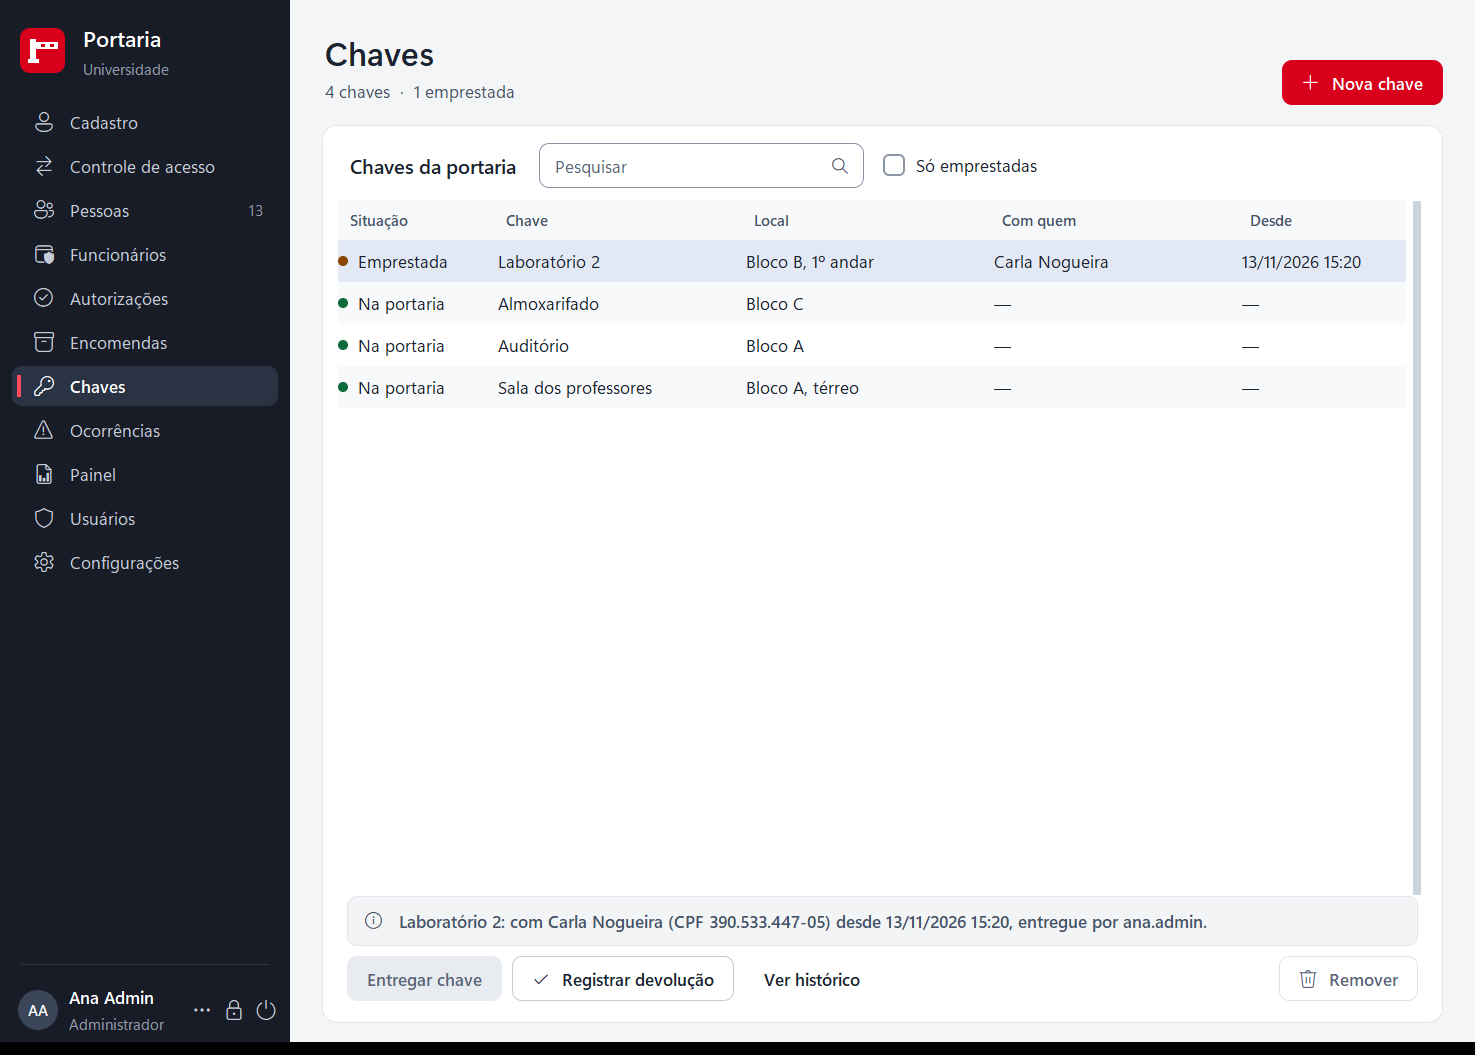 Portaria
Universidade
Cadastro
Controle de acesso
Pessoas 13
Funcionários
Autorizações
Encomendas
Chaves
Ocorrências
Painel
Usuários
Configurações
AA
Ana Admin
Administrador
Chaves
4 chaves · 1 emprestada
Nova chave
Chaves da portaria
Pesquisar
Só emprestadas
Situação Chave Local Com quem Desde
Emprestada Laboratório 2 Bloco B, 1º andar Carla Nogueira 13/11/2026 15:20
Na portaria Almoxarifado Bloco C — —
Na portaria Auditório Bloco A — —
Na portaria Sala dos professores Bloco A, térreo — —
Laboratório 2: com Carla Nogueira (CPF 390.533.447-05) desde 13/11/2026 15:20, entregue por ana.admin.
Entregar chave
Registrar devolução
Ver histórico
Remover